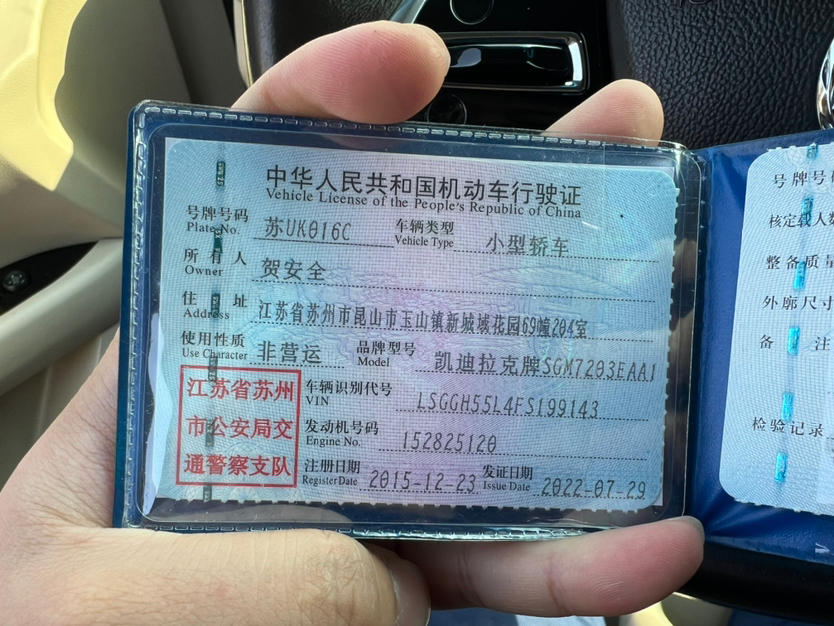 中华人民共和国机动车行驶证
Vehicle License of the People's Republic of China
号牌号码 苏UK016C 车辆类型 小型轿车
Plate No. Vehicle Type
所有人 贺安全
Owner
住址 江苏省苏州市昆山市玉山镇新城域花园69幢204室
Address
使用性质 非营运 品牌型号 凯迪拉克牌SGM7203EAA1
Use Character Model
江苏省苏州
市公安局交
通警察支队
车辆识别代号 LSGGH55L4FS199143
VIN
发动机号码 152825120
Engine No.
注册日期 2015-12-23 发证日期 2022-07-29
Register Date Issue Date
号牌号码
核定载人数
整备质量
外廓尺寸
备注
检验记录